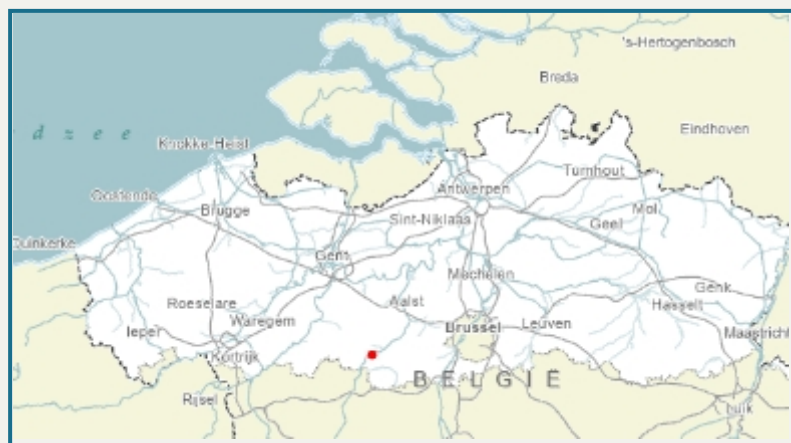 's-Hertogenbosch
Breda
d z e e
Eindhoven
Knokke-Heist
Turnhout
Antwerpen
Oostende
Mol
Brugge
Sint-Niklaas
Geel
Duinkerke
Gent
Mechelen
Genk
Roeselare
Aalst
Hasselt
Waregem
Brussel
Leuven
Ieper
Maastricht
Kortrijk
BELGIË
Rijsel
Luik